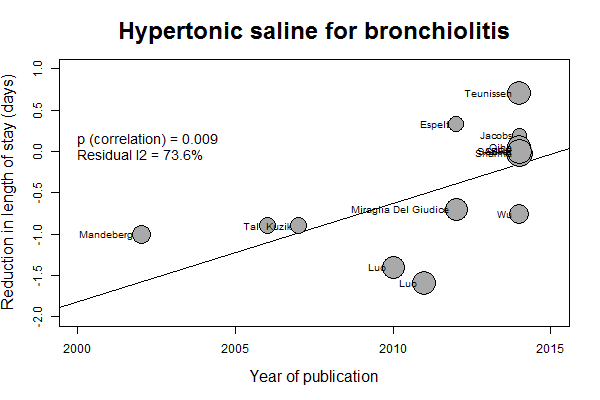 Hypertonic saline for bronchiolitis
Reduction in length of stay (days)
1.0
0.5
0.0
-0.5
-1.0
-1.5
-2.0
p (correlation) = 0.009
Residual I2 = 73.6%
Teunissen
Espelt
Jacobs
Sharma
Miraglia Del Giudice
Wu
Mandeberg
Tal
Kuzik
Luo
Luo
2000
2005
2010
2015
Year of publication